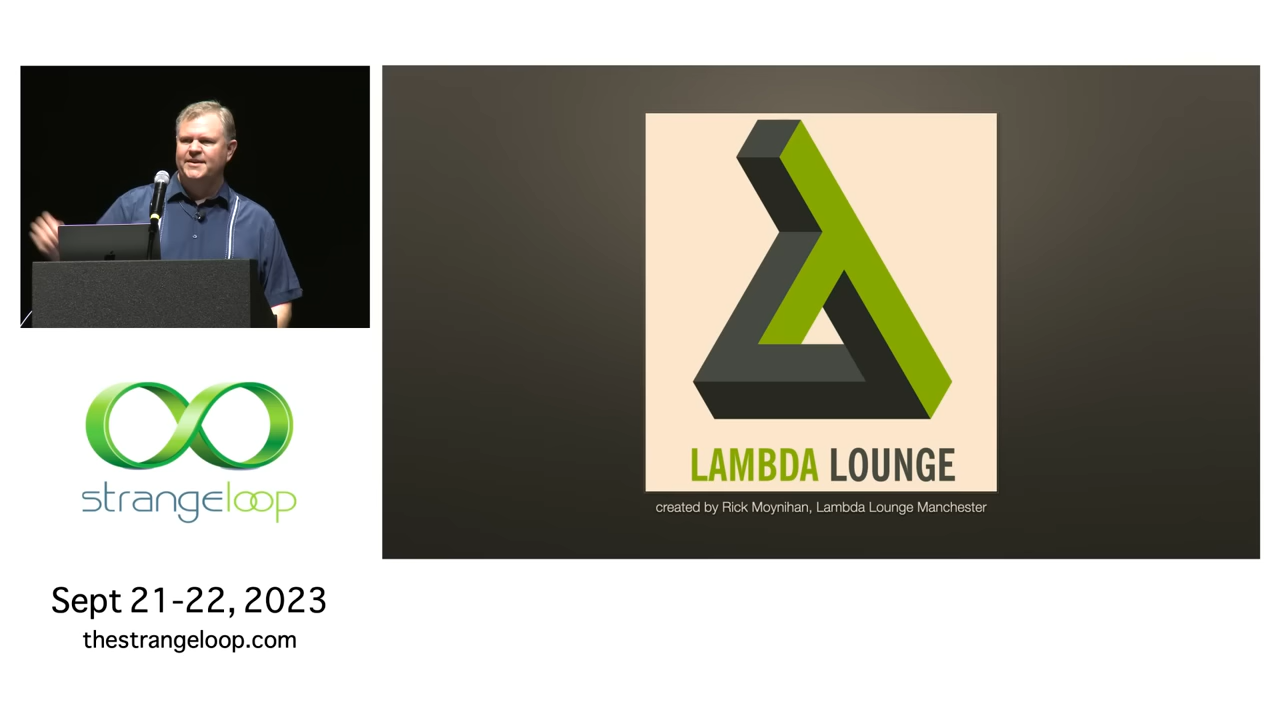 strangeloop
Sept 21-22, 2023
thestrangeloop.com
LAMBDA LOUNGE
created by Rick Moynihan, Lambda Lounge Manchester